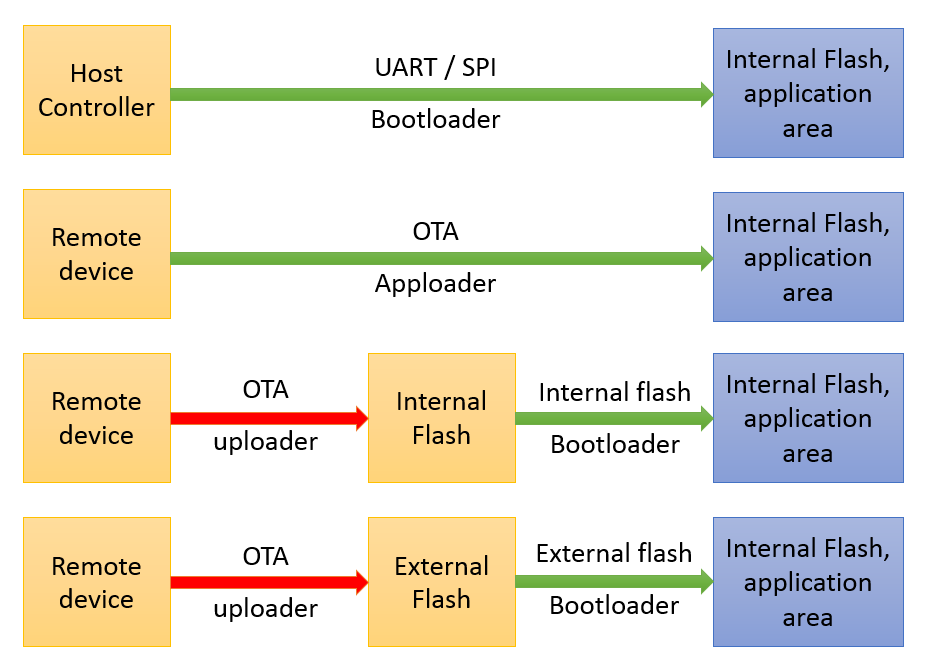 Host
Controller
UART / SPI
Bootloader
Internal Flash,
application
area
Remote
device
OTA
Apploader
Internal Flash,
application
area
Remote
device
OTA
uploader
Internal
Flash
Internal flash
Bootloader
Internal Flash,
application
area
Remote
device
OTA
uploader
External
Flash
External flash
Bootloader
Internal Flash,
application
area